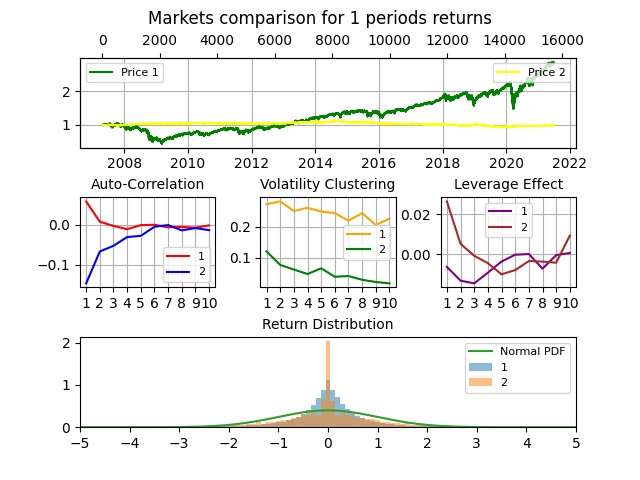 Markets comparison for 1 periods returns
0 2000 4000 6000 8000 10000 12000 14000 16000
Price 1
Price 2
2
1
2008 2010 2012 2014 2016 2018 2020 2022
Auto-Correlation Volatility Clustering Leverage Effect
0.0
−0.1
1
2
1 2 3 4 5 6 7 8 9 10
0.2
0.1
1
2
1 2 3 4 5 6 7 8 9 10
0.02
0.00
1
2
1 2 3 4 5 6 7 8 9 10
Return Distribution
2
1
0
Normal PDF
1
2
−5 −4 −3 −2 −1 0 1 2 3 4 5